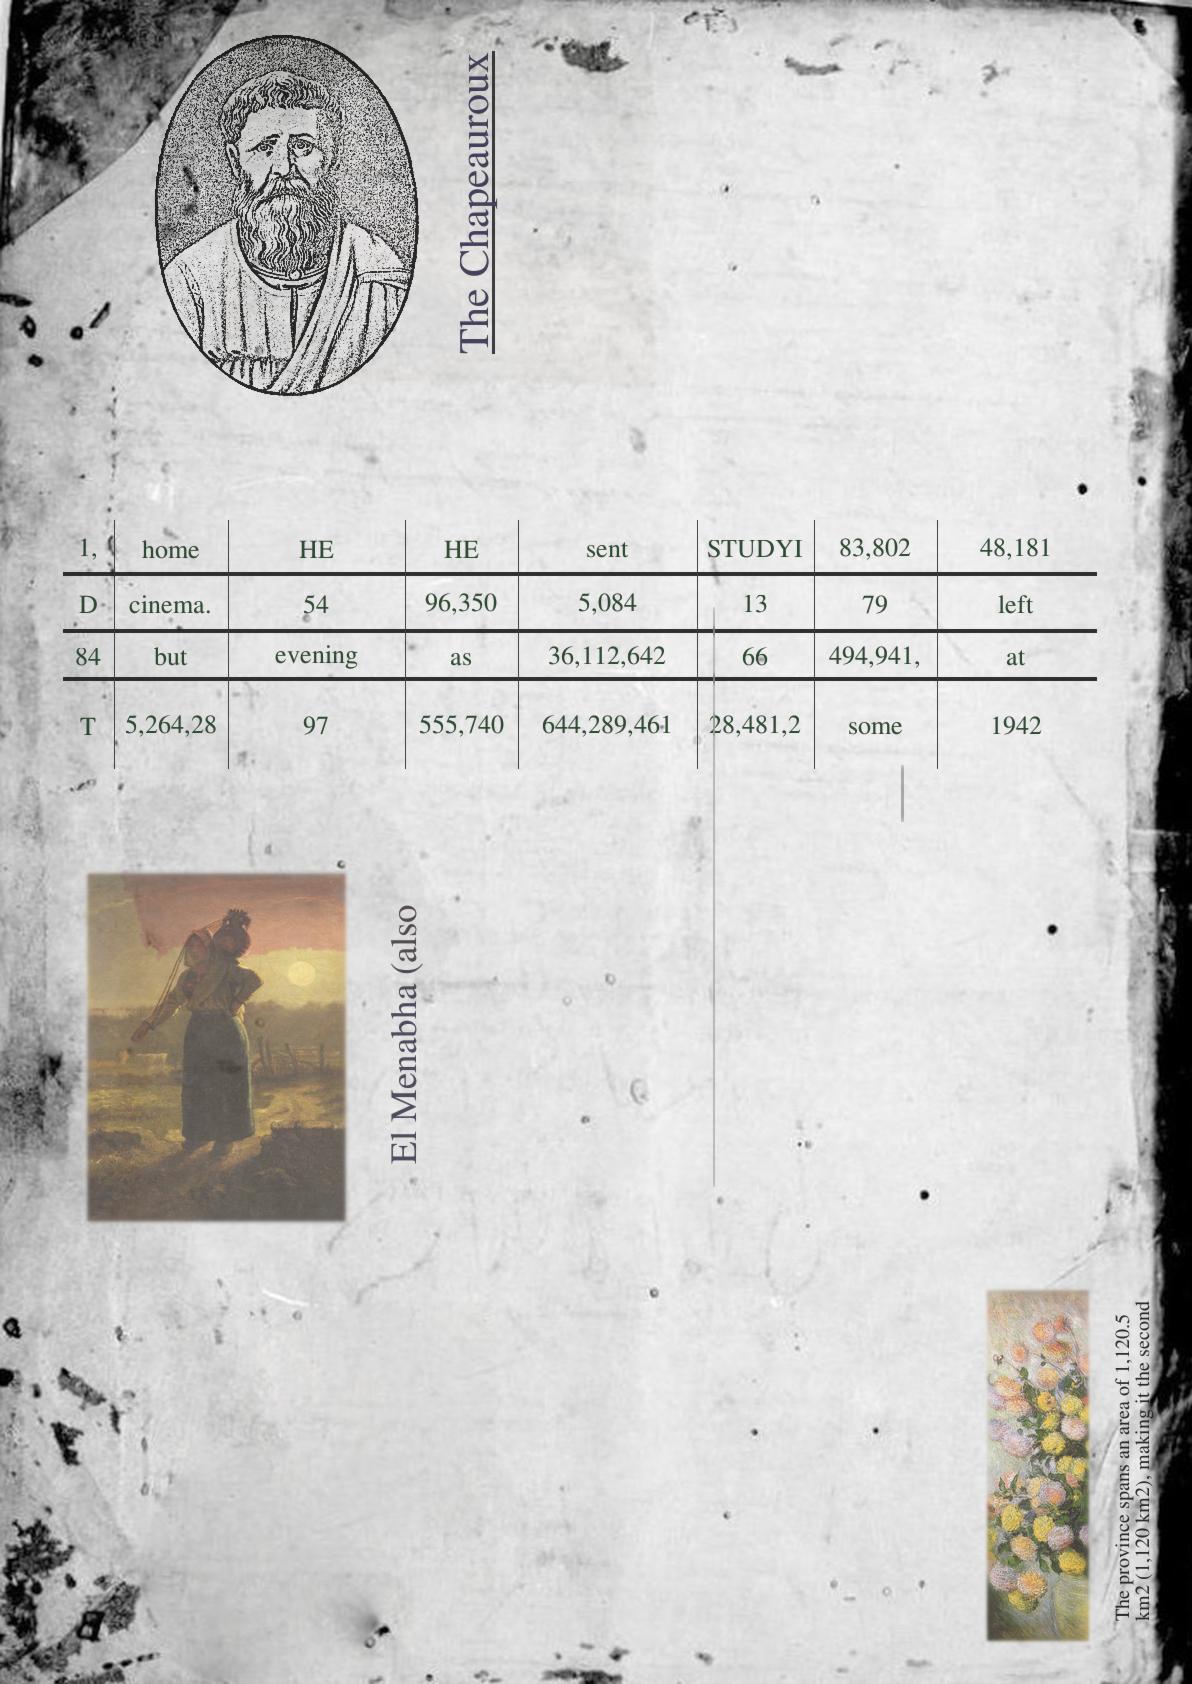 The Chapeauroux
1, home HE HE sent STUDYI 83,802 48,181
D cinema. 54 96,350 5,084 13 79 left
84 but evening as 36,112,642 66 494,941, at
T 5,264,28 97 555,740 644,289,461 28,481,2 some 1942
El Menabha (also
The province spans an area of 1,120.5
km2 (1,120 km2), making it the second